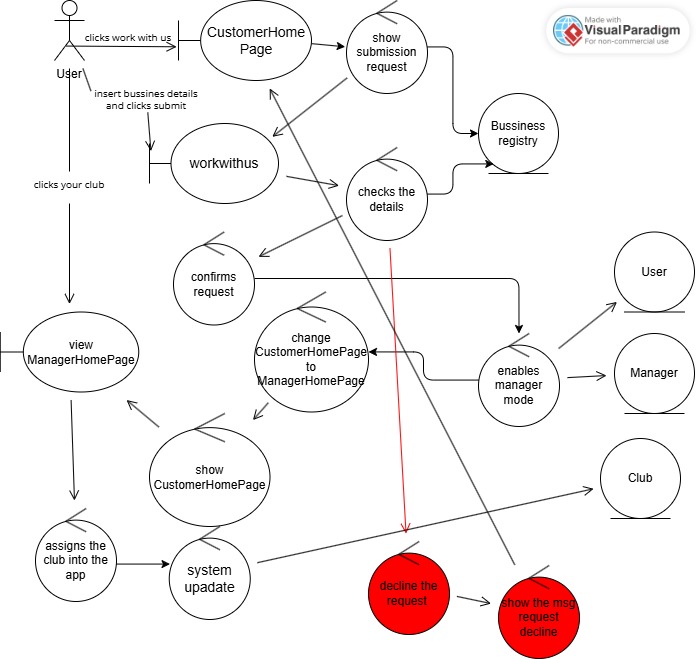 Made with
VisualParadigm
For non-commercial use
clicks work with us
CustomerHome
Page
show
submission
request
User
insert bussines details
and clicks submit
Bussiness
registry
workwithus
clicks your club
checks the
details
confirms
request
User
view
ManagerHomePage
change
CustomerHomePage
to
ManagerHomePage
enables
manager
mode
Manager
show
CustomerHomePage
Club
assigns the
club into the
app
system
upadate
decline the
request
show the msg
request
decline